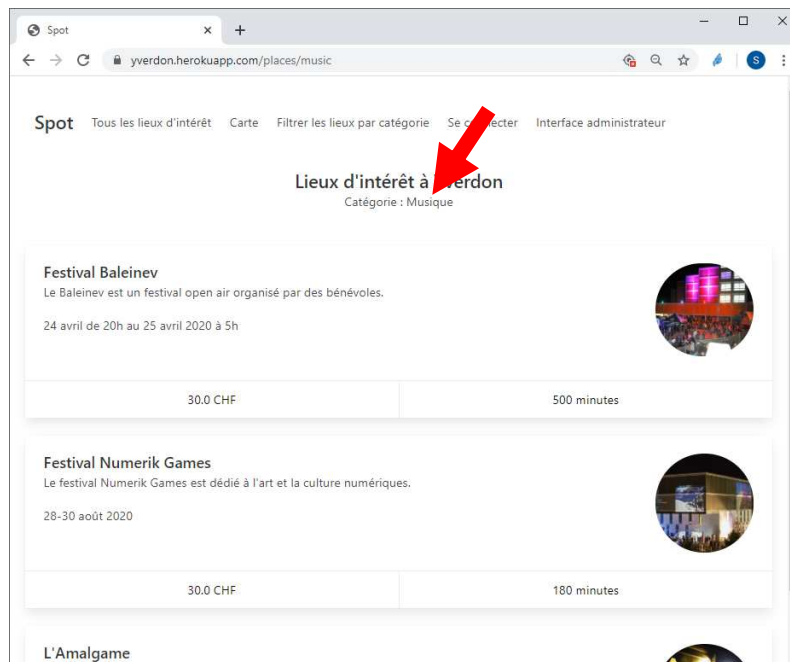 Spot
yverdon.herokuapp.com/places/music
S
Spot Tous les lieux d'intérêt Carte Filtrer les lieux par catégorie Se connecter Interface administrateur
Lieux d'intérêt à Yverdon
Catégorie : Musique
Festival Baleinev
Le Baleinev est un festival open air organisé par des bénévoles.
24 avril de 20h au 25 avril 2020 à 5h
30.0 CHF 500 minutes
Festival Numerik Games
Le festival Numerik Games est dédié à l'art et la culture numériques.
28-30 août 2020
30.0 CHF 180 minutes
L'Amalgame